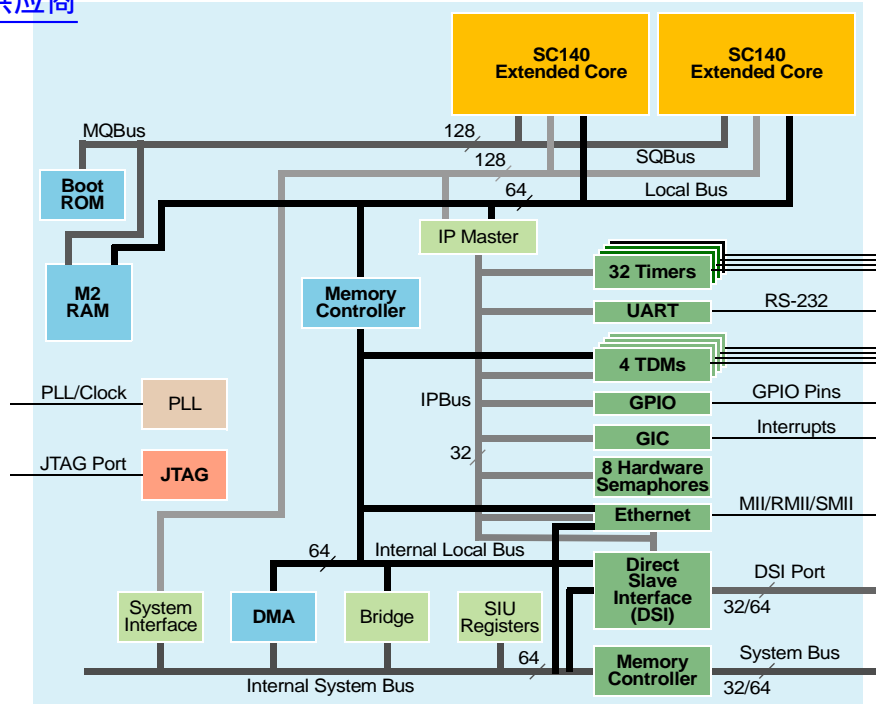 供应商
SC140
Extended Core
SC140
Extended Core
MQBus
128
128
SQBus
64
Local Bus
Boot
ROM
IP Master
M2
RAM
Memory
Controller
32 Timers
UART
RS-232
4 TDMs
PLL/Clock
PLL
IPBus
GPIO
GPIO Pins
GIC
Interrupts
32
JTAG Port
JTAG
8 Hardware
Semaphores
Ethernet
MII/RMII/SMII
64
Internal Local Bus
Direct
Slave
Interface
(DSI)
DSI Port
32/64
System
Interface
DMA
Bridge
SIU
Registers
64
Internal System Bus
Memory
Controller
System Bus
32/64